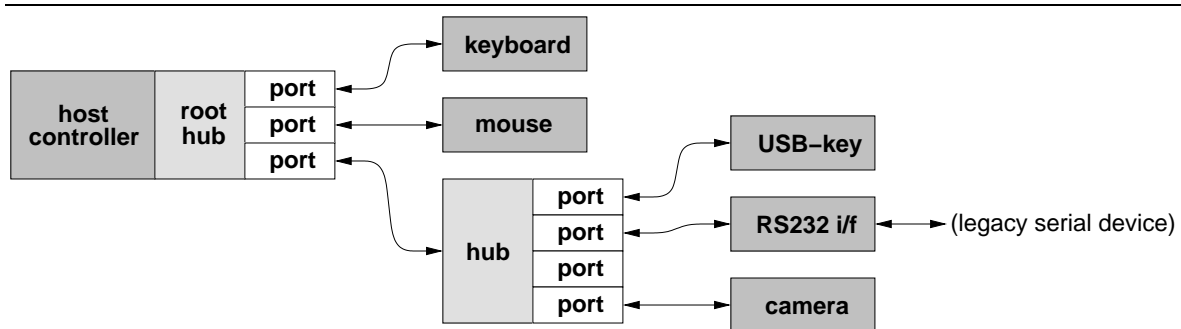 keyboard
host
controller
root
hub
port
port
port
mouse
USB−key
hub
port
port
port
port
RS232 i/f
(legacy serial device)
camera